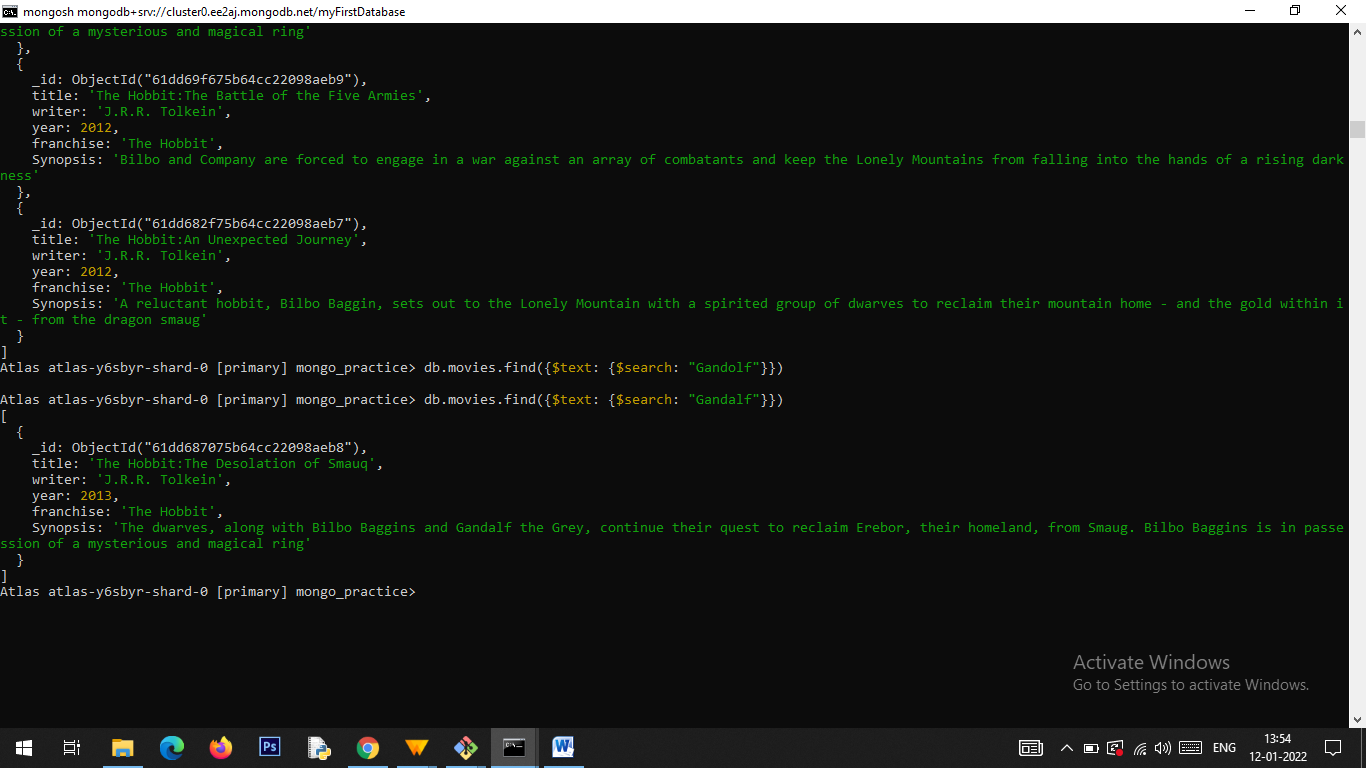 mongosh mongodb+srv://cluster0.ee2aj.mongodb.net/myFirstDatabase
ssion of a mysterious and magical ring'
  },
  {
    _id: ObjectId("61dd69f675b64cc22098aeb9"),
    title: 'The Hobbit:The Battle of the Five Armies',
    writer: 'J.R.R. Tolkein',
    year: 2012,
    franchise: 'The Hobbit',
    Synopsis: 'Bilbo and Company are forced to engage in a war against an array of combatants and keep the Lonely Mountains from falling into the hands of a rising dark
ness'
  },
  {
    _id: ObjectId("61dd682f75b64cc22098aeb7"),
    title: 'The Hobbit:An Unexpected Journey',
    writer: 'J.R.R. Tolkein',
    year: 2012,
    franchise: 'The Hobbit',
    Synopsis: 'A reluctant hobbit, Bilbo Baggin, sets out to the Lonely Mountain with a spirited group of dwarves to reclaim their mountain home - and the gold within i
t - from the dragon smaug'
  }
]
Atlas atlas-y6sbyr-shard-0 [primary] mongo_practice> db.movies.find({$text: {$search: "Gandolf"}})
Atlas atlas-y6sbyr-shard-0 [primary] mongo_practice> db.movies.find({$text: {$search: "Gandalf"}})
[
  {
    _id: ObjectId("61dd687075b64cc22098aeb8"),
    title: 'The Hobbit:The Desolation of Smauq',
    writer: 'J.R.R. Tolkein',
    year: 2013,
    franchise: 'The Hobbit',
    Synopsis: 'The dwarves, along with Bilbo Baggins and Gandalf the Grey, continue their quest to reclaim Erebor, their homeland, from Smaug. Bilbo Baggins is in passe
ssion of a mysterious and magical ring'
  }
]
Atlas atlas-y6sbyr-shard-0 [primary] mongo_practice>
Activate Windows
Go to Settings to activate Windows.
Ps
W
ENG
13:54
12-01-2022